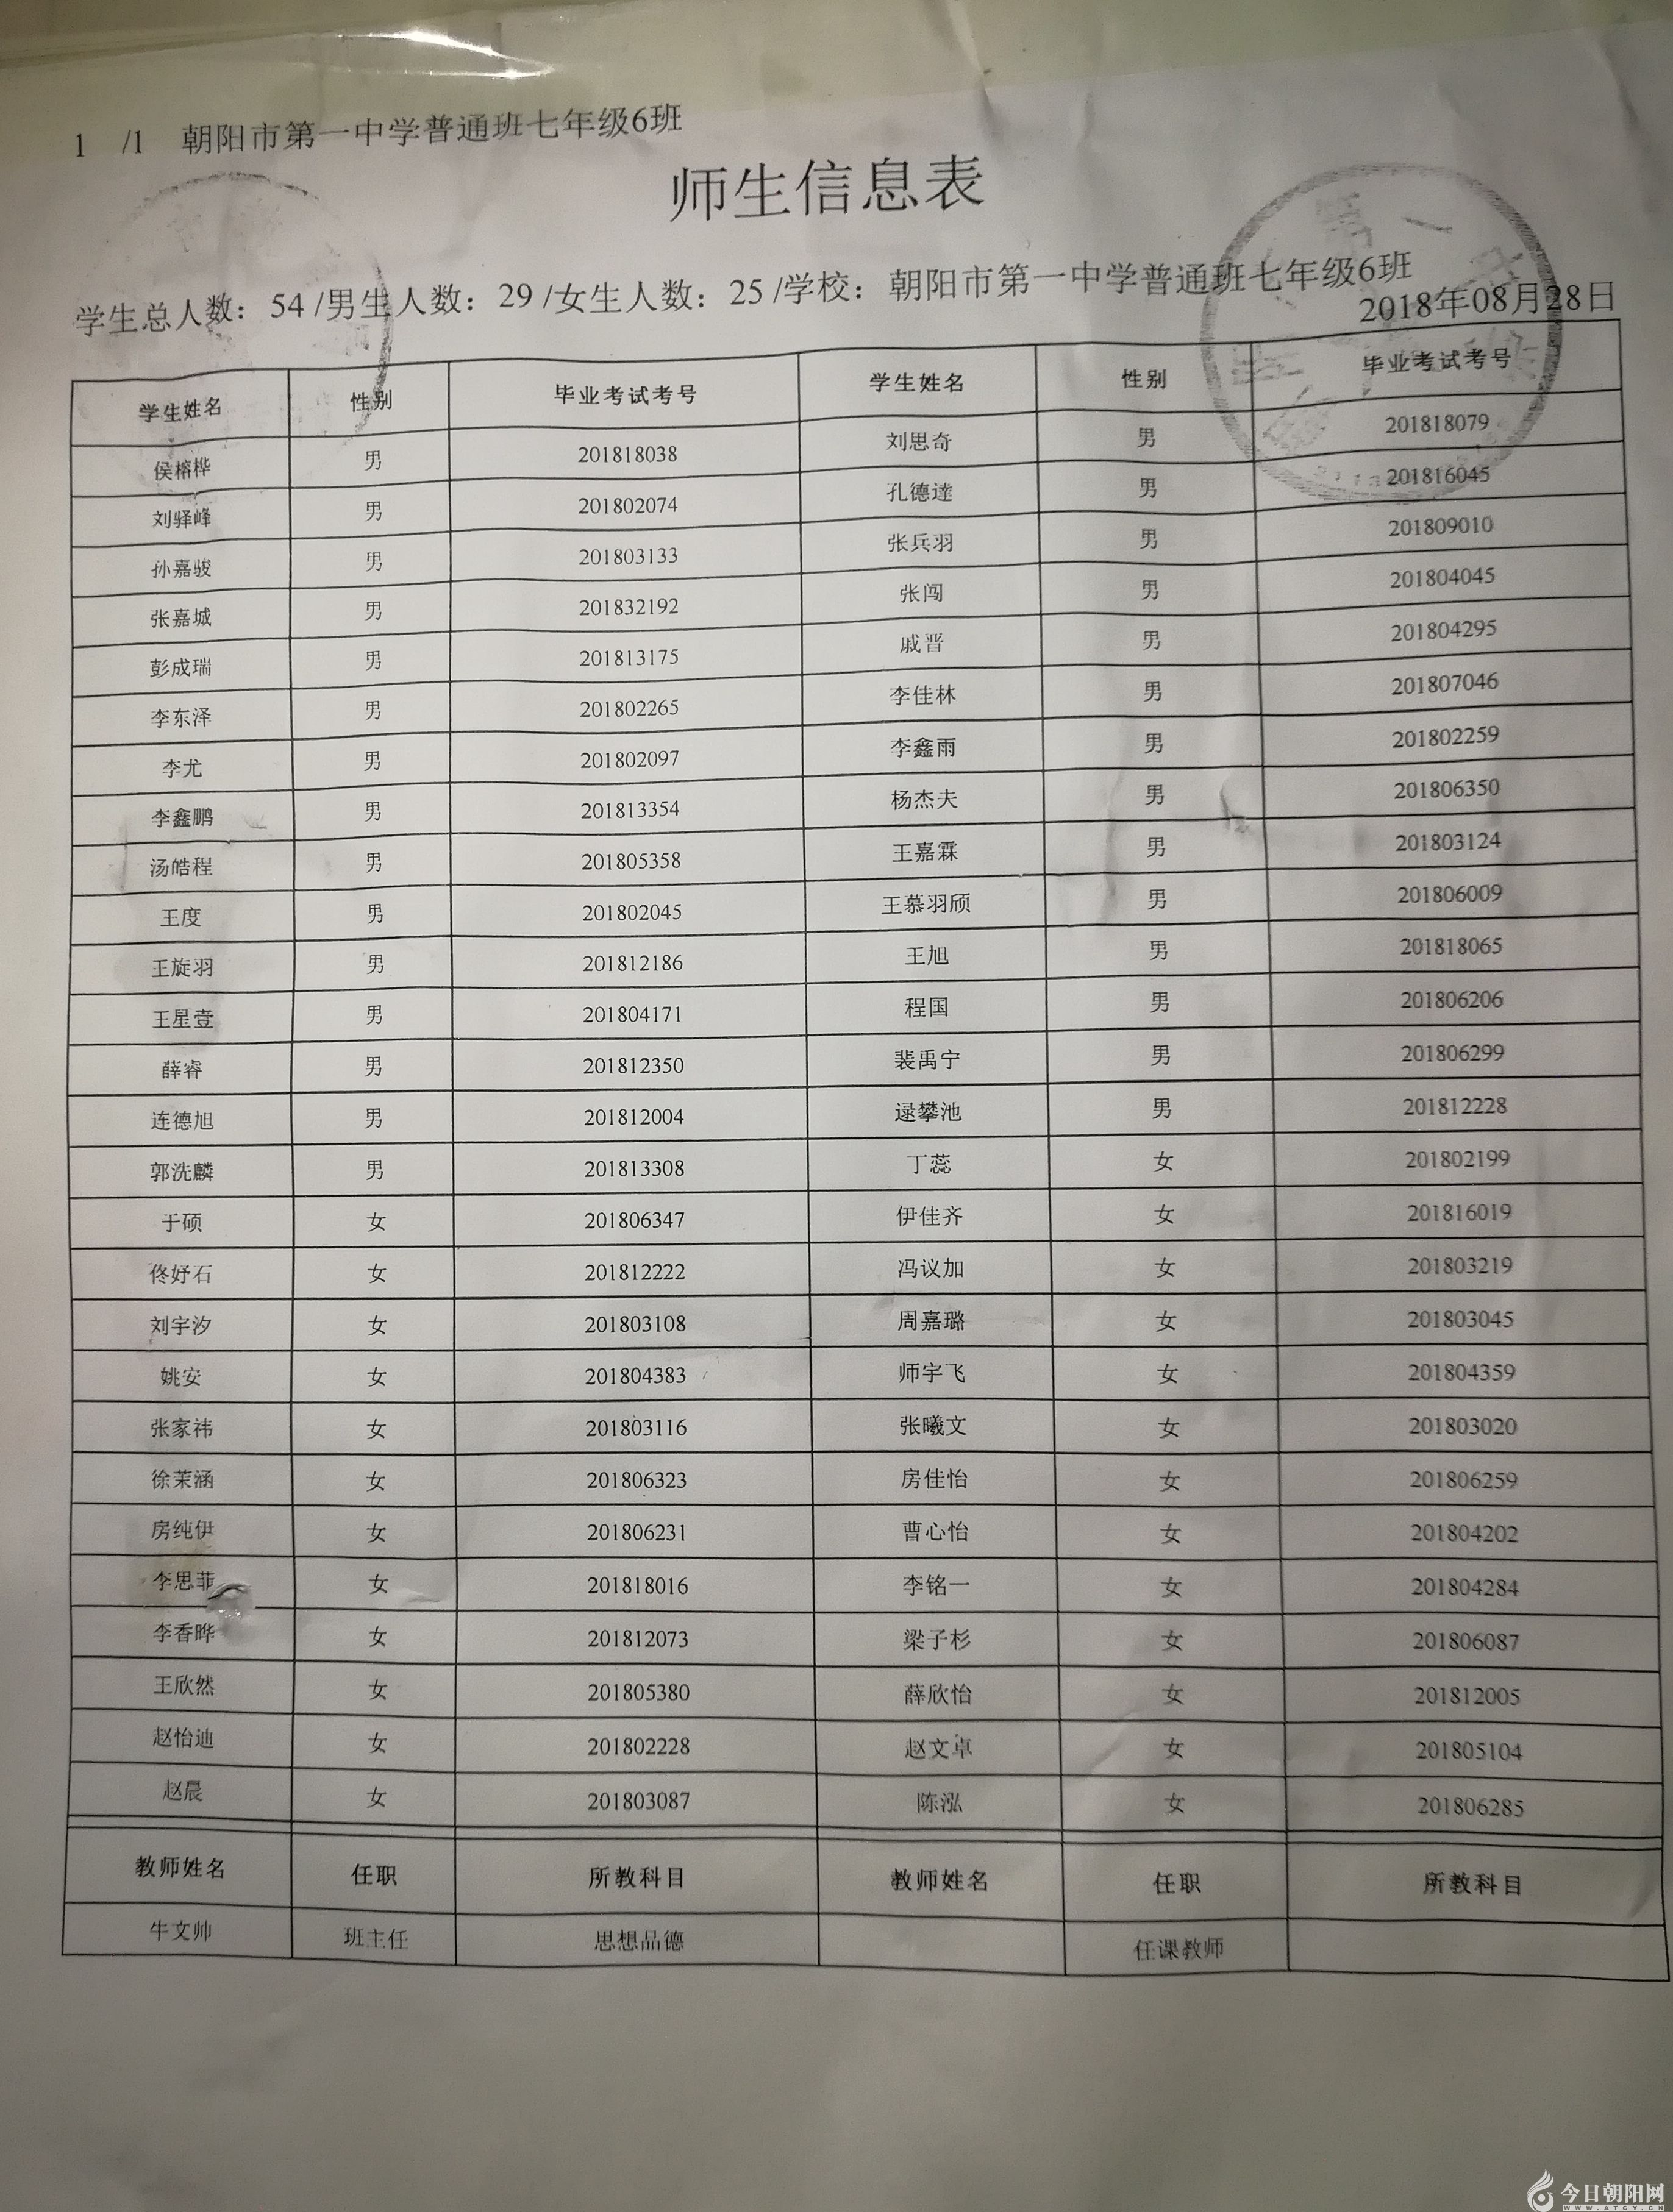 1 /1 朝阳市第一中学普通班七年级6班
师生信息表
学生总人数：54 /男生人数：29 /女生人数：25 /学校：朝阳市第一中学普通班七年级6班
2018年08月28日
学生姓名 性别 毕业考试考号 学生姓名 性别 毕业考试考号
侯榕桦 男 201818038 刘思奇 男 201818079
刘驿峰 男 201802074 孔德逵 男 201816045
孙嘉骏 男 201803133 张兵羽 男 201809010
张嘉城 男 201832192 张闯 男 201804045
彭成瑞 男 201813175 戚晋 男 201804295
李东泽 男 201802265 李佳林 男 201807046
李尤 男 201802097 李鑫雨 男 201802259
李鑫鹏 男 201813354 杨杰夫 男 201806350
汤皓程 男 201805358 王嘉霖 男 201803124
王度 男 201802045 王慕羽颀 男 201806009
王旋羽 男 201812186 王旭 男 201818065
王星壹 男 201804171 程国 男 201806206
薛睿 男 201812350 裴禹宁 男 201806299
连德旭 男 201812004 逯攀池 男 201812228
郭洗麟 男 201813308 丁蕊 女 201802199
于硕 女 201806347 伊佳齐 女 201816019
佟妤石 女 201812222 冯议加 女 201803219
刘宇汐 女 201803108 周嘉璐 女 201803045
姚安 女 201804383 师宇飞 女 201804359
张家祎 女 201803116 张曦文 女 201803020
徐茉涵 女 201806323 房佳怡 女 201806259
房纯伊 女 201806231 曹心怡 女 201804202
李思菲 女 201818016 李铭一 女 201804284
李香晔 女 201812073 梁子杉 女 201806087
王欣然 女 201805380 薛欣怡 女 201812005
赵怡迪 女 201802228 赵文卓 女 201805104
赵晨 女 201803087 陈泓 女 201806285
教师姓名 任职 所教科目 教师姓名 任职 所教科目
牛文帅 班主任 思想品德 任课教师
今日朝阳网
WWW.ATCY.CN